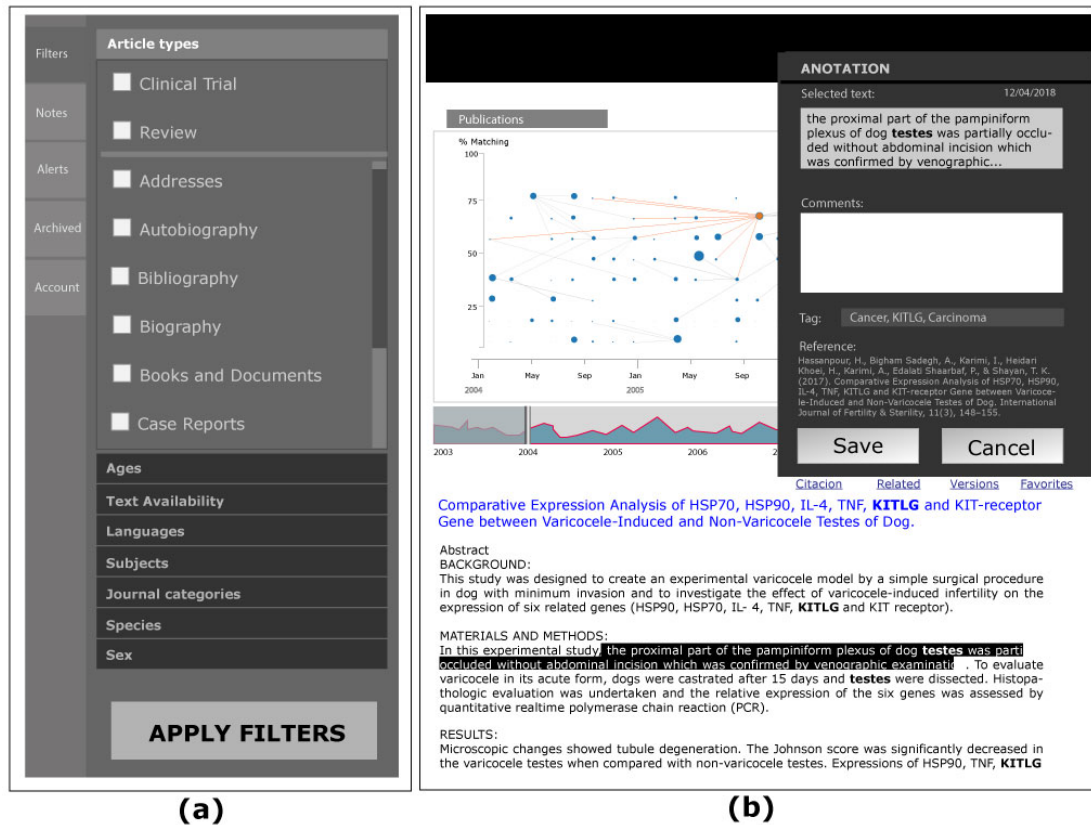 Filters
Notes
Alerts
Archived
Account
Article types
Clinical Trial
Review
Addresses
Autobiography
Bibliography
Biography
Books and Documents
Case Reports
Ages
Text Availability
Languages
Subjects
Journal categories
Species
Sex
APPLY FILTERS
(a)
Publications
% Matching
100
75
50
25
Jan
May
Sep
Jan
May
Sep
2004
2005
2003
2004
2005
2006
2
ANOTATION
Selected text:
12/04/2018
the proximal part of the pampiniform
plexus of dog testes was partially occlu-
ded without abdominal incision which
was confirmed by venographic...
Comments:
Tag:
Cancer, KITLG, Carcinoma
Reference:
Hassanpour, H., Bigham Sadegh, A., Karimi, I., Heidari
Khoei, H., Karimi, A., Edalati Shaarbaf, P., & Shayan, T. K.
(2017). Comparative Expression Analysis of HSP70, HSP90,
IL-4, TNF, KITLG and KIT-receptor Gene between Varicoce-
le-Induced and Non-Varicocele Testes of Dog. International
Journal of Fertility & Sterility, 11(3), 148–155.
Save
Cancel
Citacion
Related
Versions
Favorites
Comparative Expression Analysis of HSP70, HSP90, IL-4, TNF, KITLG and KIT-receptor
Gene between Varicocele-Induced and Non-Varicocele Testes of Dog.
Abstract
BACKGROUND:
This study was designed to create an experimental varicocele model by a simple surgical procedure
in dog with minimum invasion and to investigate the effect of varicocele-induced infertility on the
expression of six related genes (HSP90, HSP70, IL- 4, TNF, KITLG and KIT receptor).
MATERIALS AND METHODS:
In this experimental study, the proximal part of the pampiniform plexus of dog testes was parti
occluded without abdominal incision which was confirmed by venographic examinatic . To evaluate
varicocele in its acute form, dogs were castrated after 15 days and testes were dissected. Histopa-
thologic evaluation was undertaken and the relative expression of the six genes was assessed by
quantitative realtime polymerase chain reaction (PCR).
RESULTS:
Microscopic changes showed tubule degeneration. The Johnson score was significantly decreased in
the varicocele testes when compared with non-varicocele testes. Expressions of HSP90, TNF, KITLG
(b)